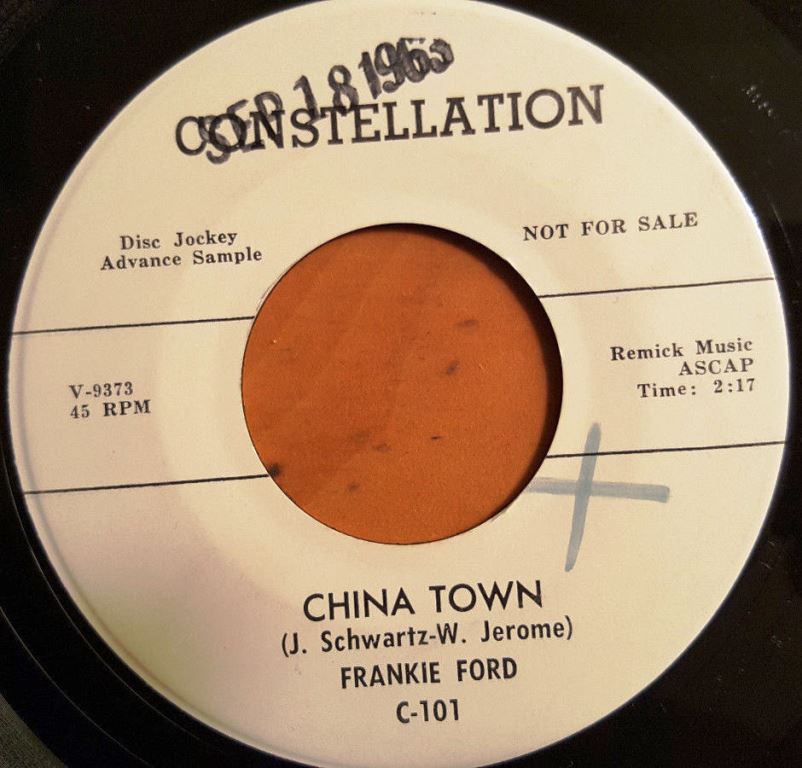 SEP 18 1963
CONSTELLATION
Disc Jockey
Advance Sample
NOT FOR SALE
V-9373
45 RPM
Remick Music
ASCAP
Time: 2:17
CHINA TOWN
(J. Schwartz-W. Jerome)
FRANKIE FORD
C-101